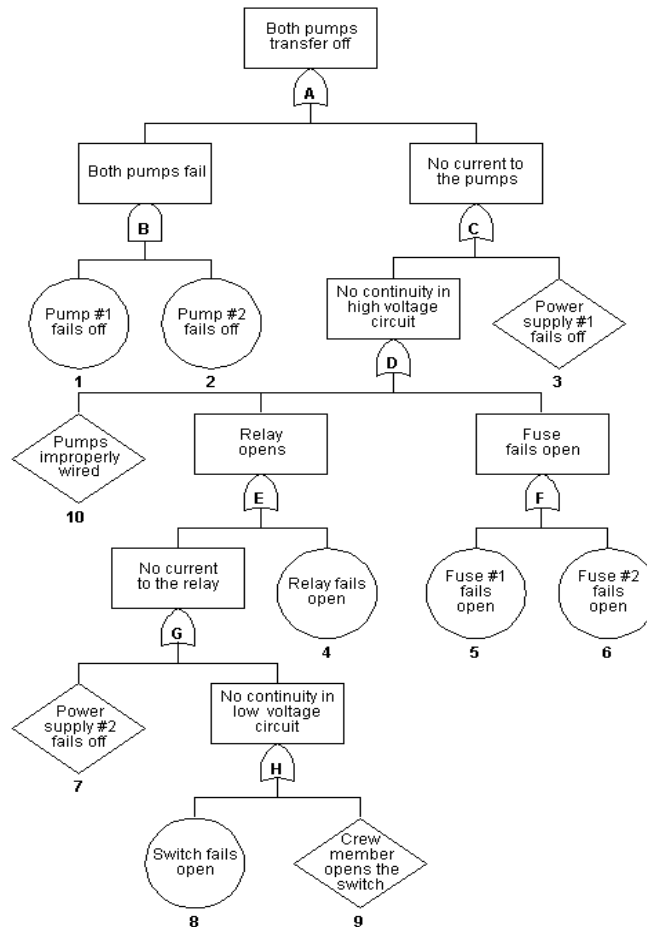 Both pumps
transfer off
A
Both pumps fail
No current to
the pumps
B
C
Pump #1
fails off
1
Pump #2
fails off
2
No continuity in
high voltage
circuit
Power
supply #1
fails off
3
D
Pumps
improperly
wired
10
Relay
opens
Fuse
fails open
E
F
No current
to the relay
Relay fails
open
4
Fuse #1
fails
open
5
Fuse #2
fails
open
6
G
Power
supply #2
fails off
7
No continuity in
low voltage
circuit
H
Switch fails
open
8
Crew
member
opens the
switch
9